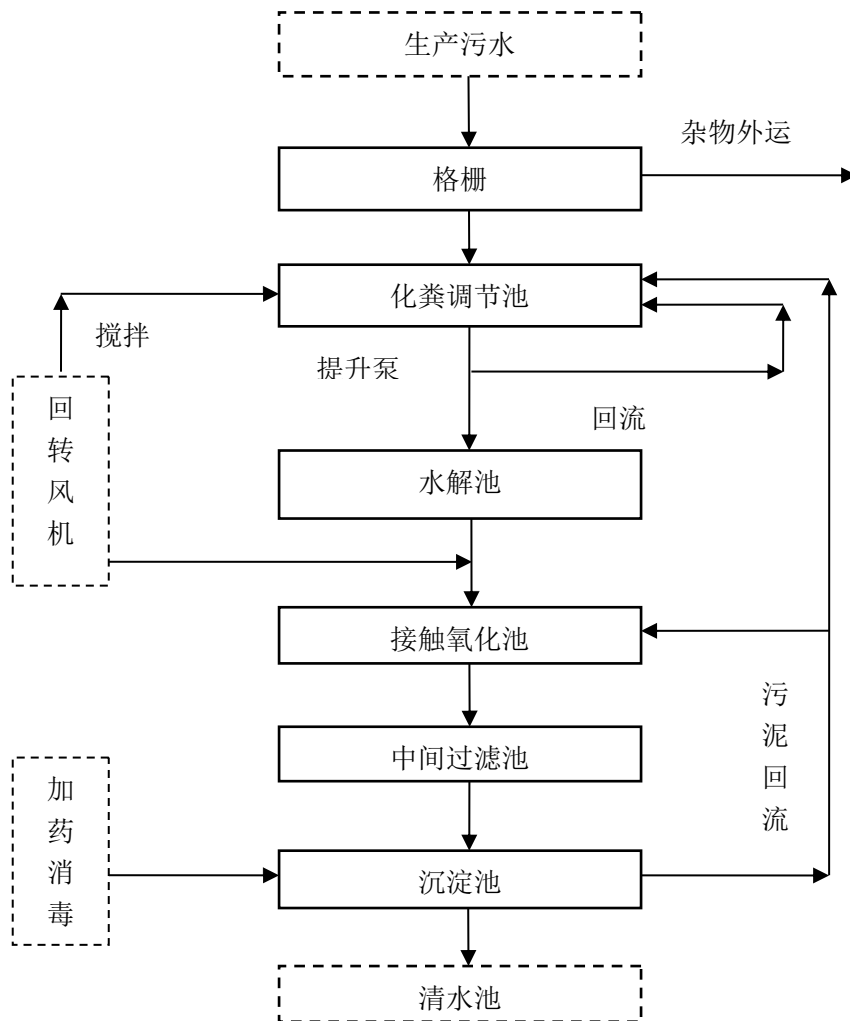 生产污水
杂物外运
格栅
化粪调节池
搅拌
提升泵
回转风机
回流
水解池
接触氧化池
污泥回流
中间过滤池
加药消毒
沉淀池
清水池